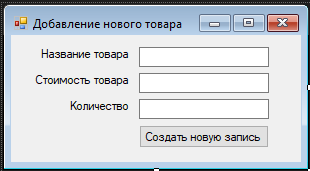 Добавление нового товара
Название товара
Стоимость товара
Количество
Создать новую запись